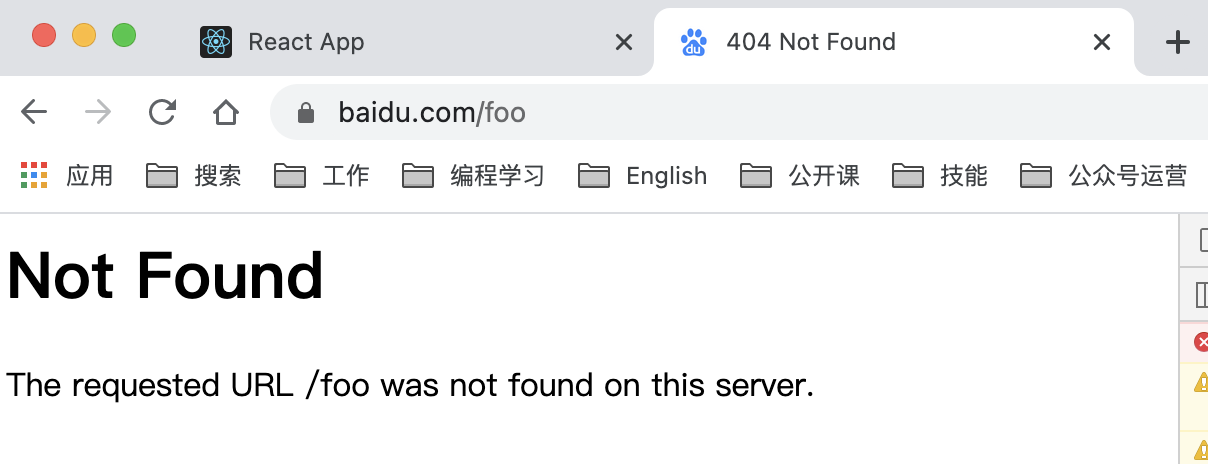 React App 404 Not Found
baidu.com/foo
应用 搜索 工作 编程学习 English 公开课 技能 公众号运营
Not Found
The requested URL /foo was not found on this server.